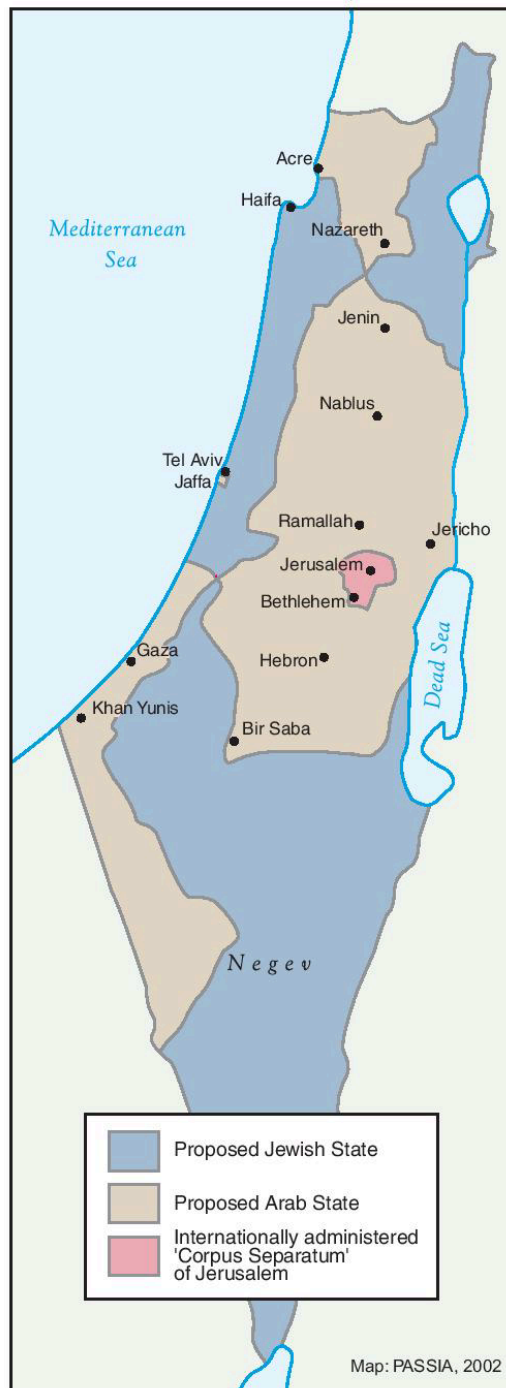 Acre
Haifa
Mediterranean
Sea
Nazareth
Jenin
Nablus
Tel Aviv
Jaffa
Ramallah
Jericho
Jerusalem
Bethlehem
Gaza
Hebron
Dead Sea
Khan Yunis
Bir Saba
Negev
Proposed Jewish State
Proposed Arab State
Internationally administered
'Corpus Separatum'
of Jerusalem
Map: PASSIA, 2002